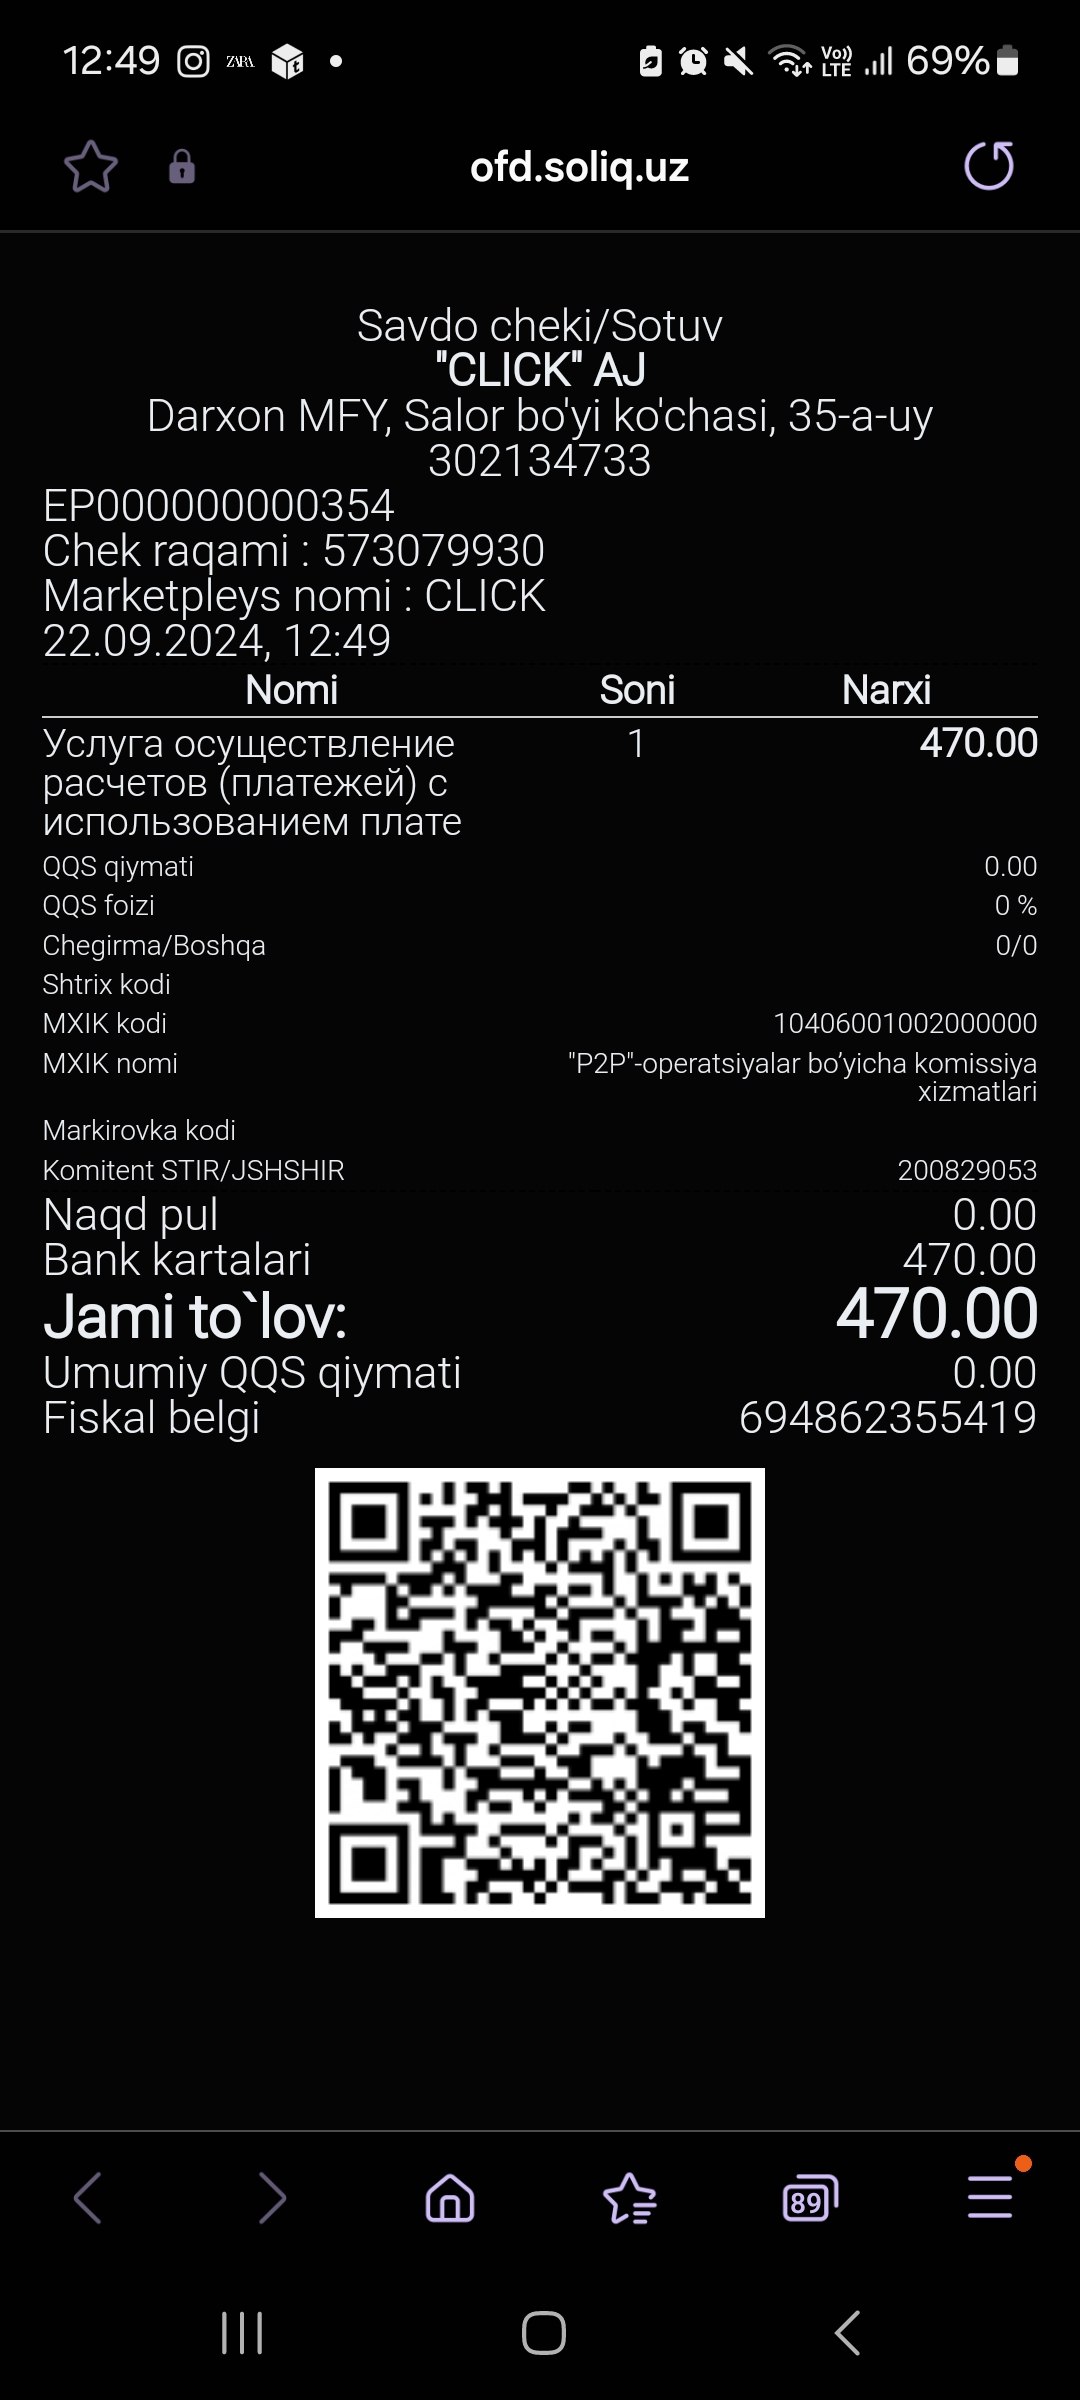 12:49 ZARA Vo)) LTE 69%
ofd.soliq.uz
Savdo cheki/Sotuv
"CLICK" AJ
Darxon MFY, Salor bo'yi ko'chasi, 35-a-uy
302134733
EP000000000354
Chek raqami : 573079930
Marketpleys nomi : CLICK
22.09.2024, 12:49
Nomi Soni Narxi
Услуга осуществление 1 470.00
расчетов (платежей) с
использованием плате
QQS qiymati 0.00
QQS foizi 0 %
Chegirma/Boshqa 0/0
Shtrix kodi
MXIK kodi 10406001002000000
MXIK nomi "P2P"-operatsiyalar bo’yicha komissiya
xizmatlari
Markirovka kodi
Komitent STIR/JSHSHIR 200829053
Naqd pul 0.00
Bank kartalari 470.00
Jami to`lov: 470.00
Umumiy QQS qiymati 0.00
Fiskal belgi 694862355419
89